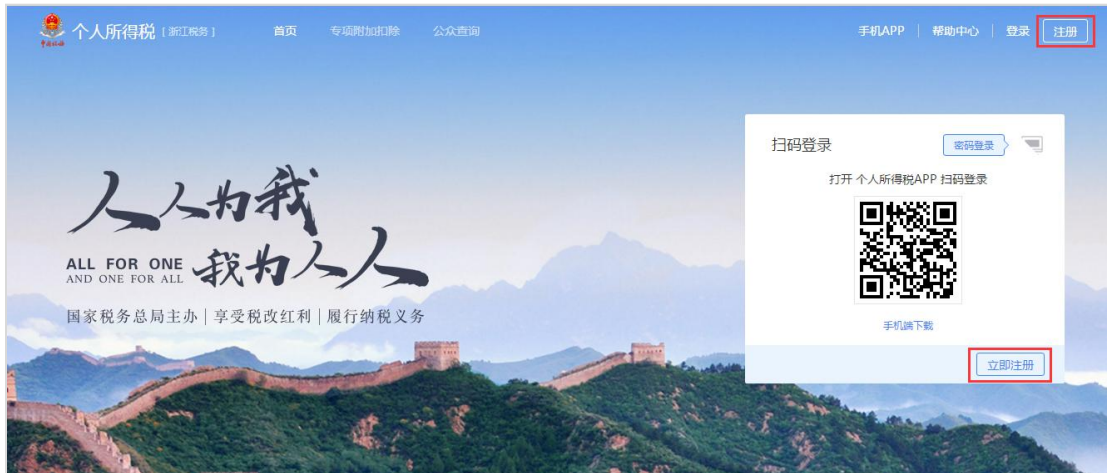 个人所得税 [ 浙江税务 ] 首页 专项附加扣除 公众查询 手机APP 帮助中心 登录 注册
中国税务
扫码登录 密码登录
打开 个人所得税APP 扫码登录
手机端下载
立即注册
人人为我
ALL FOR ONE
AND ONE FOR ALL
我为人人
国家税务总局主办 | 享受税改红利 | 履行纳税义务